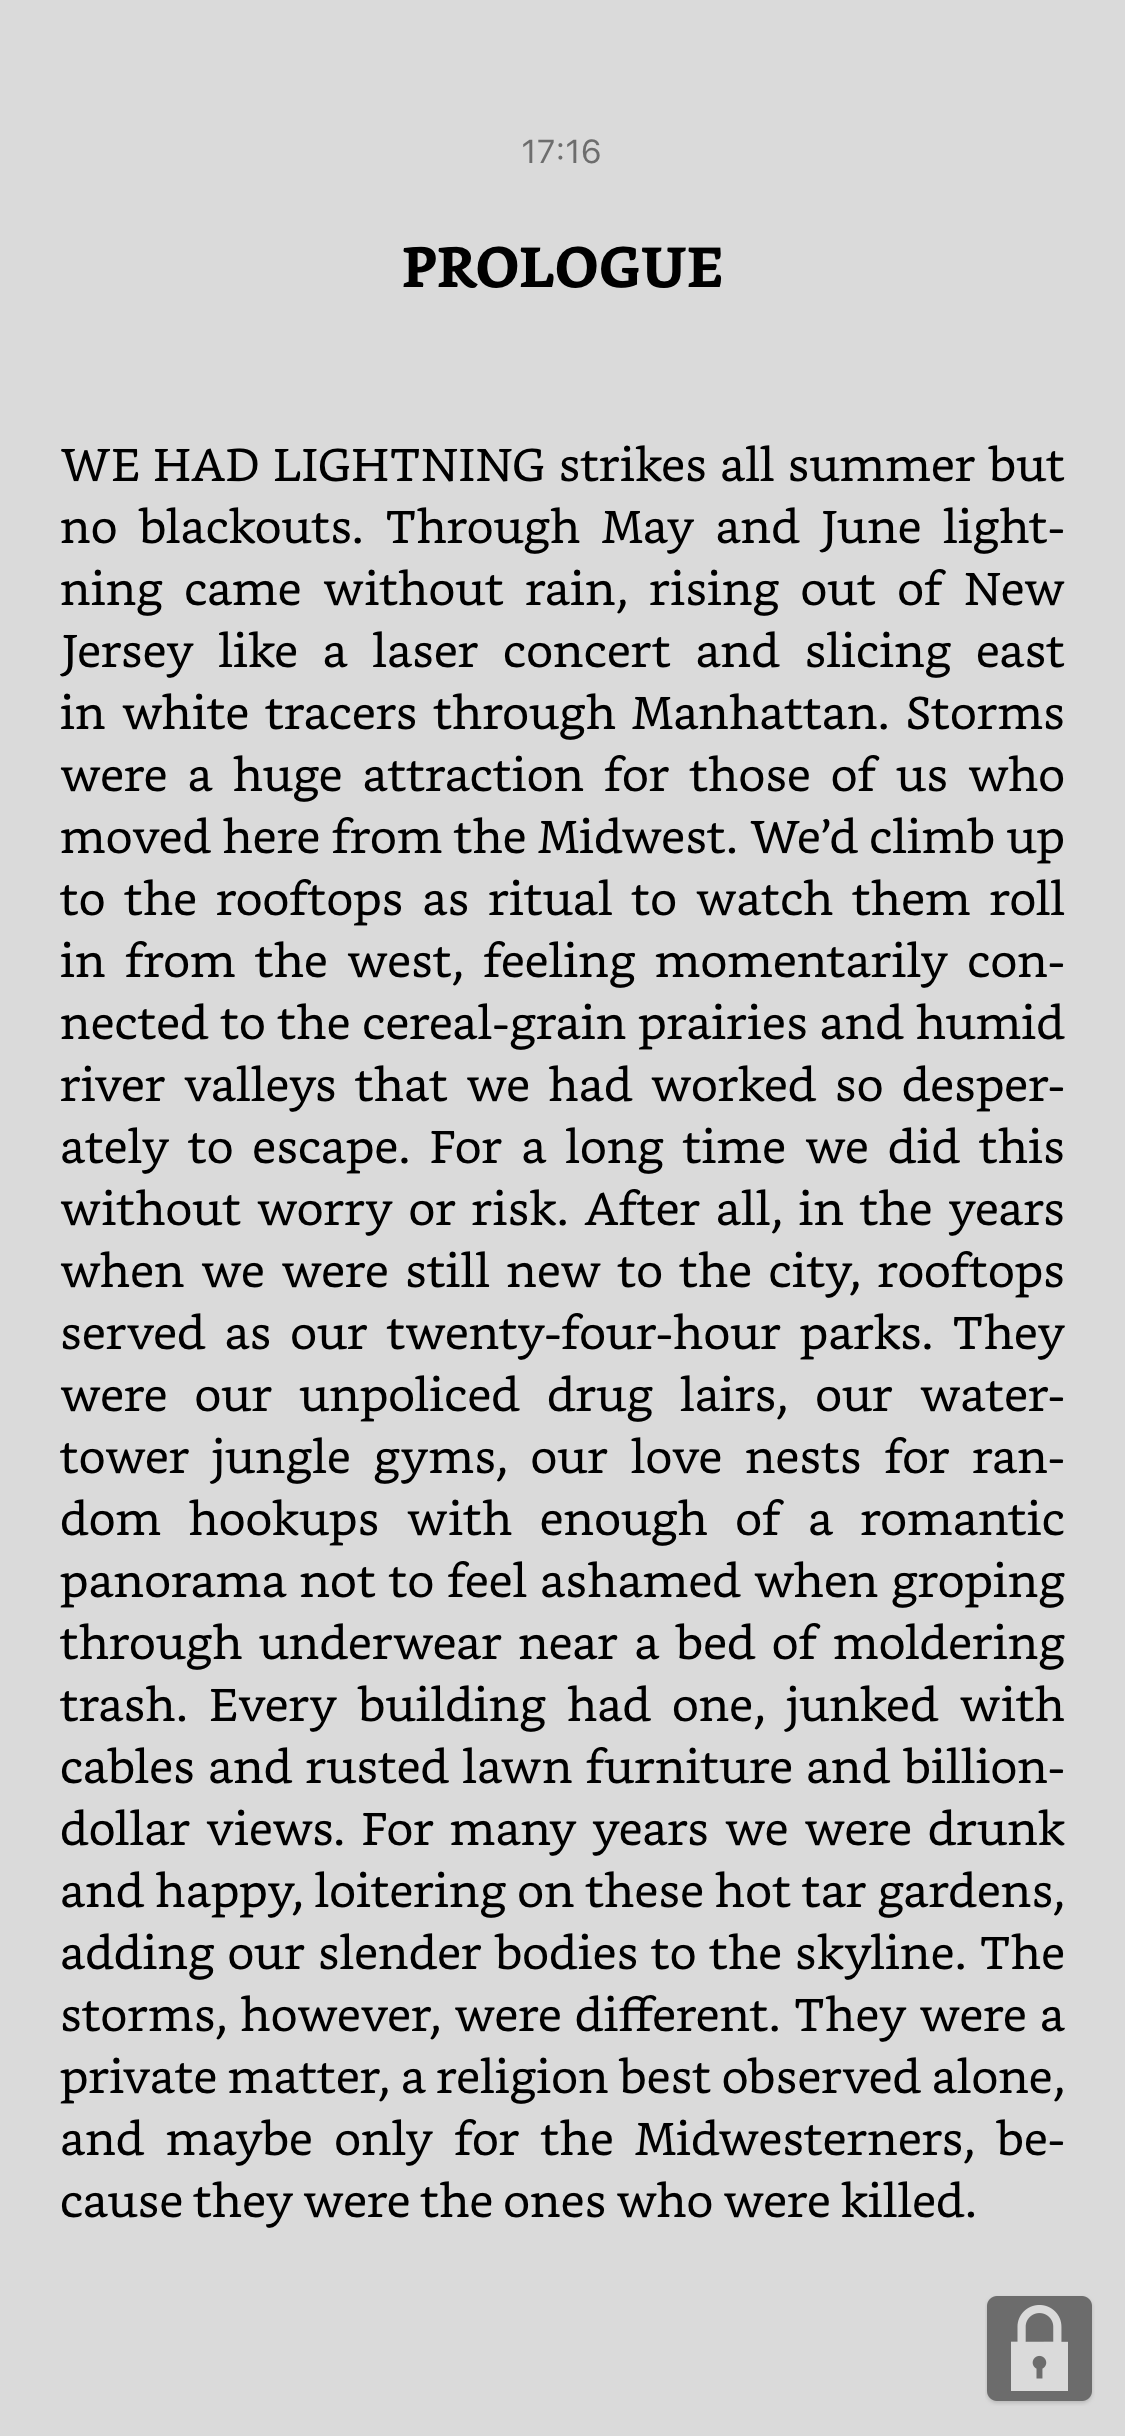 17:16
PROLOGUE
WE HAD LIGHTNING strikes all summer but
no blackouts. Through May and June light-
ning came without rain, rising out of New
Jersey like a laser concert and slicing east
in white tracers through Manhattan. Storms
were a huge attraction for those of us who
moved here from the Midwest. We’d climb up
to the rooftops as ritual to watch them roll
in from the west, feeling momentarily con-
nected to the cereal-grain prairies and humid
river valleys that we had worked so desper-
ately to escape. For a long time we did this
without worry or risk. After all, in the years
when we were still new to the city, rooftops
served as our twenty-four-hour parks. They
were our unpoliced drug lairs, our water-
tower jungle gyms, our love nests for ran-
dom hookups with enough of a romantic
panorama not to feel ashamed when groping
through underwear near a bed of moldering
trash. Every building had one, junked with
cables and rusted lawn furniture and billion-
dollar views. For many years we were drunk
and happy, loitering on these hot tar gardens,
adding our slender bodies to the skyline. The
storms, however, were different. They were a
private matter, a religion best observed alone,
and maybe only for the Midwesterners, be-
cause they were the ones who were killed.